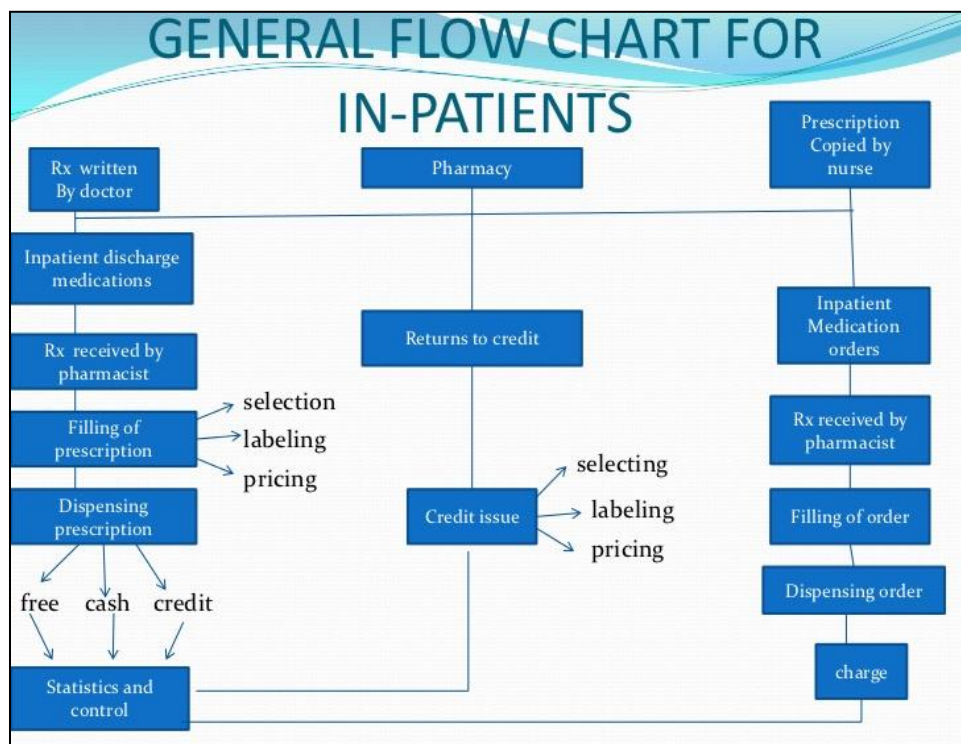 GENERAL FLOW CHART FOR
IN-PATIENTS
Rx written
By doctor
Pharmacy
Prescription
Copied by
nurse
Inpatient discharge
medications
Inpatient
Medication
orders
Returns to credit
Rx received by
pharmacist
selection
Filling of
prescription
labeling
pricing
Rx received by
pharmacist
selecting
Dispensing
prescription
Credit issue
labeling
pricing
Filling of order
free
cash
credit
Dispensing order
Statistics and
control
charge